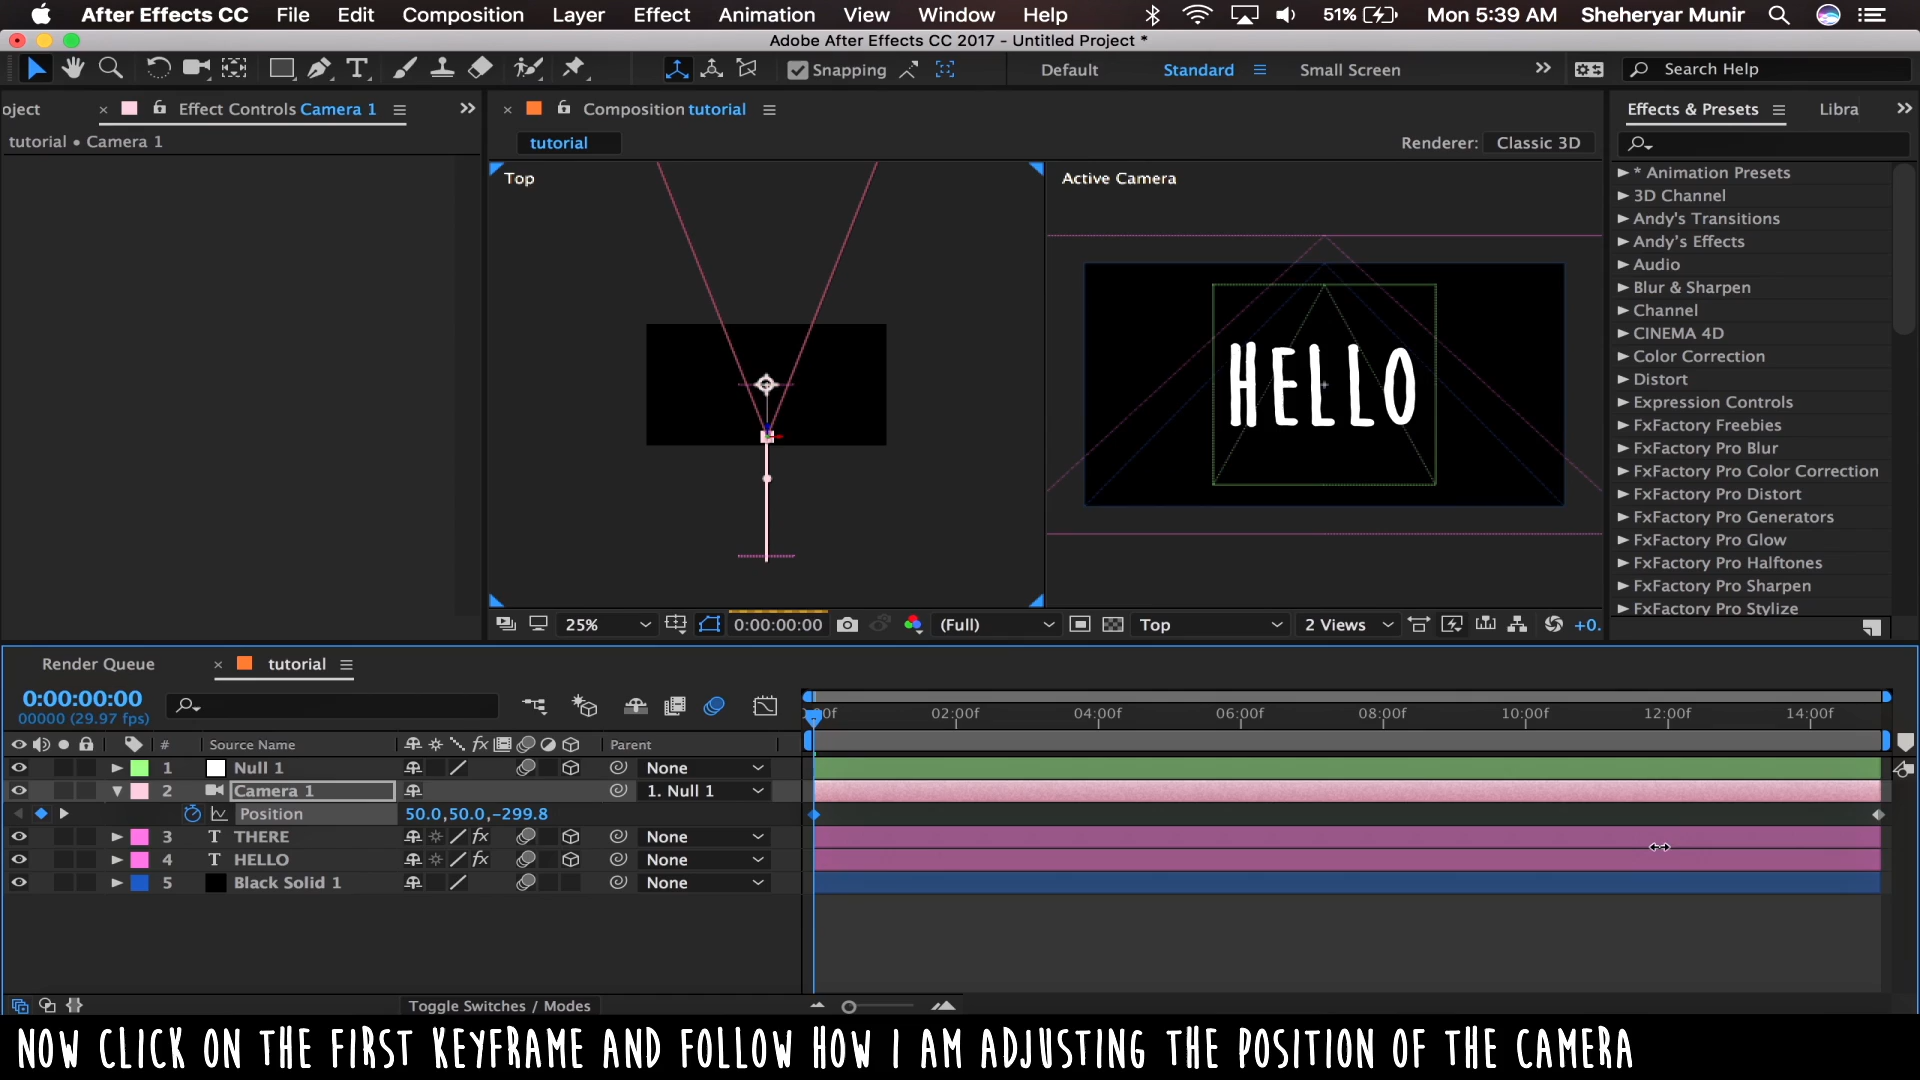 After Effects CC File Edit Composition Layer Effect Animation View Window Help 51% Mon 5:39 AM Sheheryar Munir
Adobe After Effects CC 2017 - Untitled Project *
Snapping Default Standard Small Screen Search Help
oject Effect Controls Camera 1 Composition tutorial Effects & Presets Libra
tutorial • Camera 1
tutorial Renderer: Classic 3D
Top
Active Camera
HELLO
* Animation Presets
3D Channel
Andy's Transitions
Andy's Effects
Audio
Blur & Sharpen
Channel
CINEMA 4D
Color Correction
Distort
Expression Controls
FxFactory Freebies
FxFactory Pro Blur
FxFactory Pro Color Correction
FxFactory Pro Distort
FxFactory Pro Generators
FxFactory Pro Glow
FxFactory Pro Halftones
FxFactory Pro Sharpen
FxFactory Pro Stylize
25% 0:00:00:00 (Full) Top 2 Views +0.
Render Queue tutorial
0:00:00:00
00000 (29.97 fps)
02:00f 04:00f 06:00f 08:00f 10:00f 12:00f 14:00f
# Source Name fx Parent
1 Null 1 None
2 Camera 1 1. Null 1
Position 50.0,50.0,-299.8
3 T THERE fx None
4 T HELLO fx None
5 Black Solid 1 None
Toggle Switches / Modes
NOW CLICK ON THE FIRST KEYFRAME AND FOLLOW HOW I AM ADJUSTING THE POSITION OF THE CAMERA